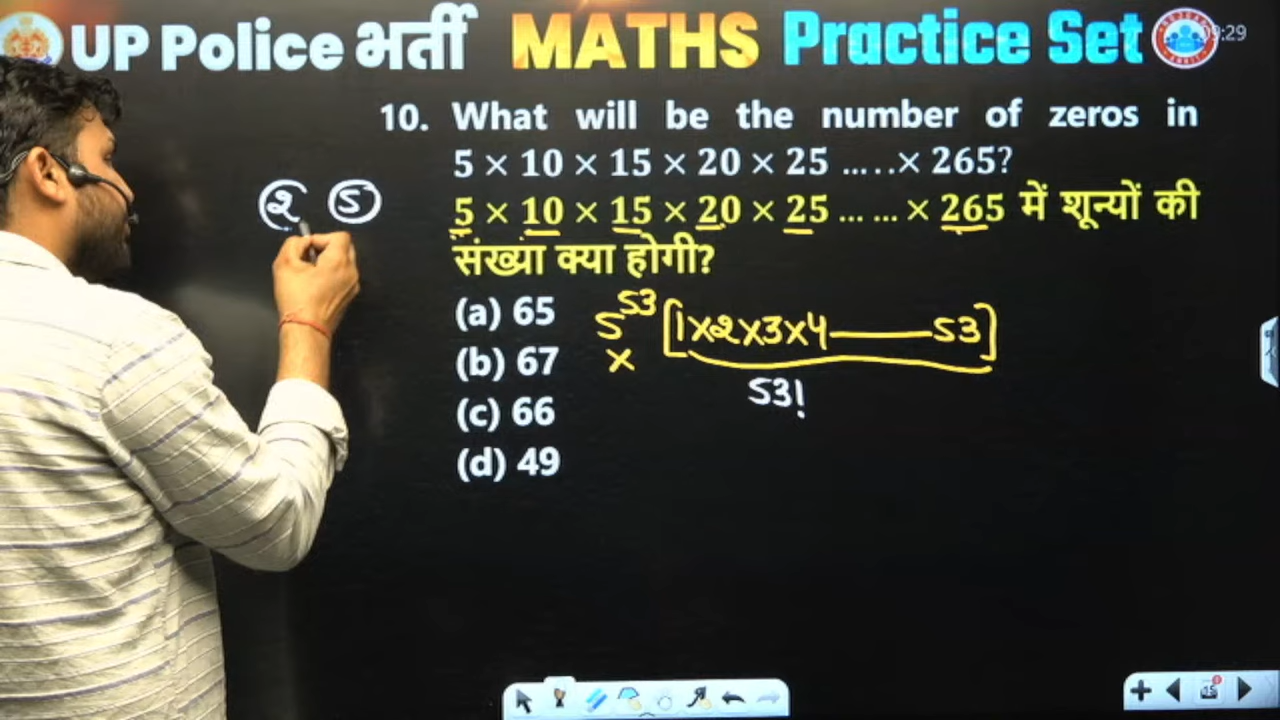 UP Police भर्ती MATHS Practice Set
09:29
10. What will be the number of zeros in
5 × 10 × 15 × 20 × 25 .....× 265?
5 × 10 × 15 × 20 × 25 ... ... × 265 में शून्यों की
संख्या क्या होगी?
2 5
(a) 65
(b) 67
(c) 66
(d) 49
5^53 × [1×2×3×4——53]
53!